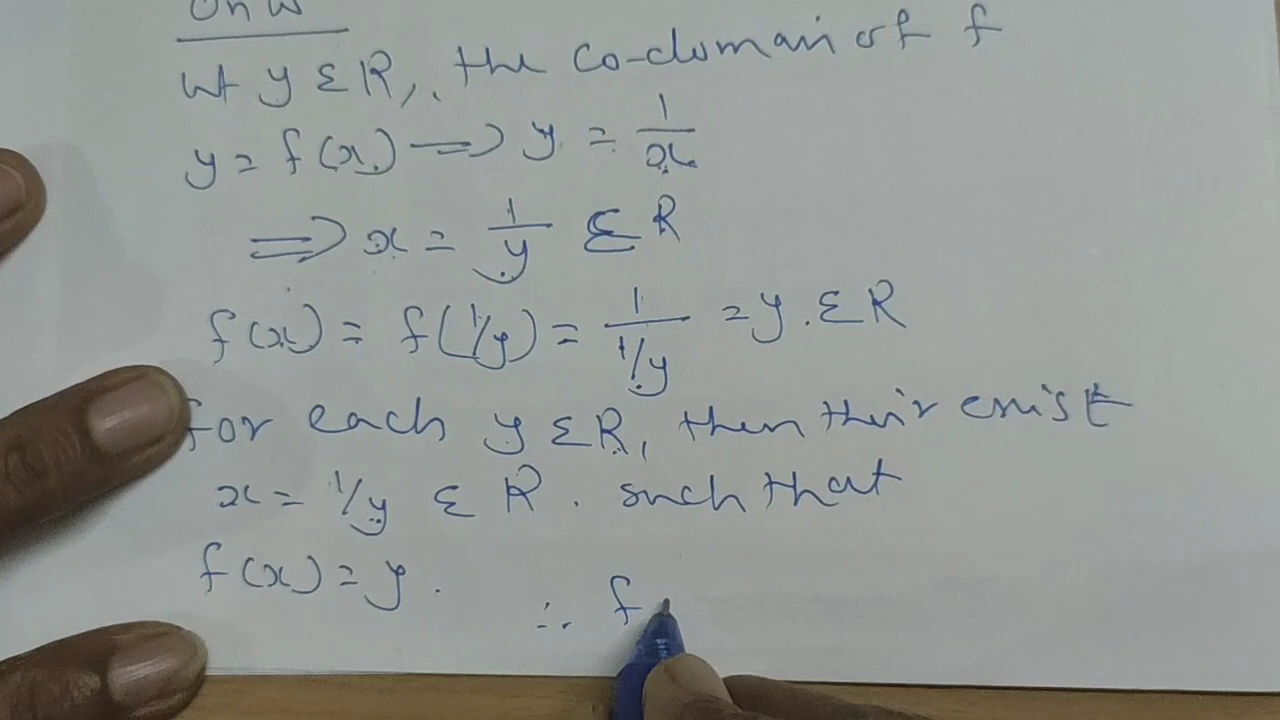 Onto
Let y ∈ R, the co-domain of f
y = f(x) ⟹ y = 1/x
⟹ x = 1/y ∈ R
f(x) = f(1/y) = 1/(1/y) = y. ∈ R
For each y ∈ R, then their exist
x = 1/y ∈ R. such that
f(x) = y. ∴ f